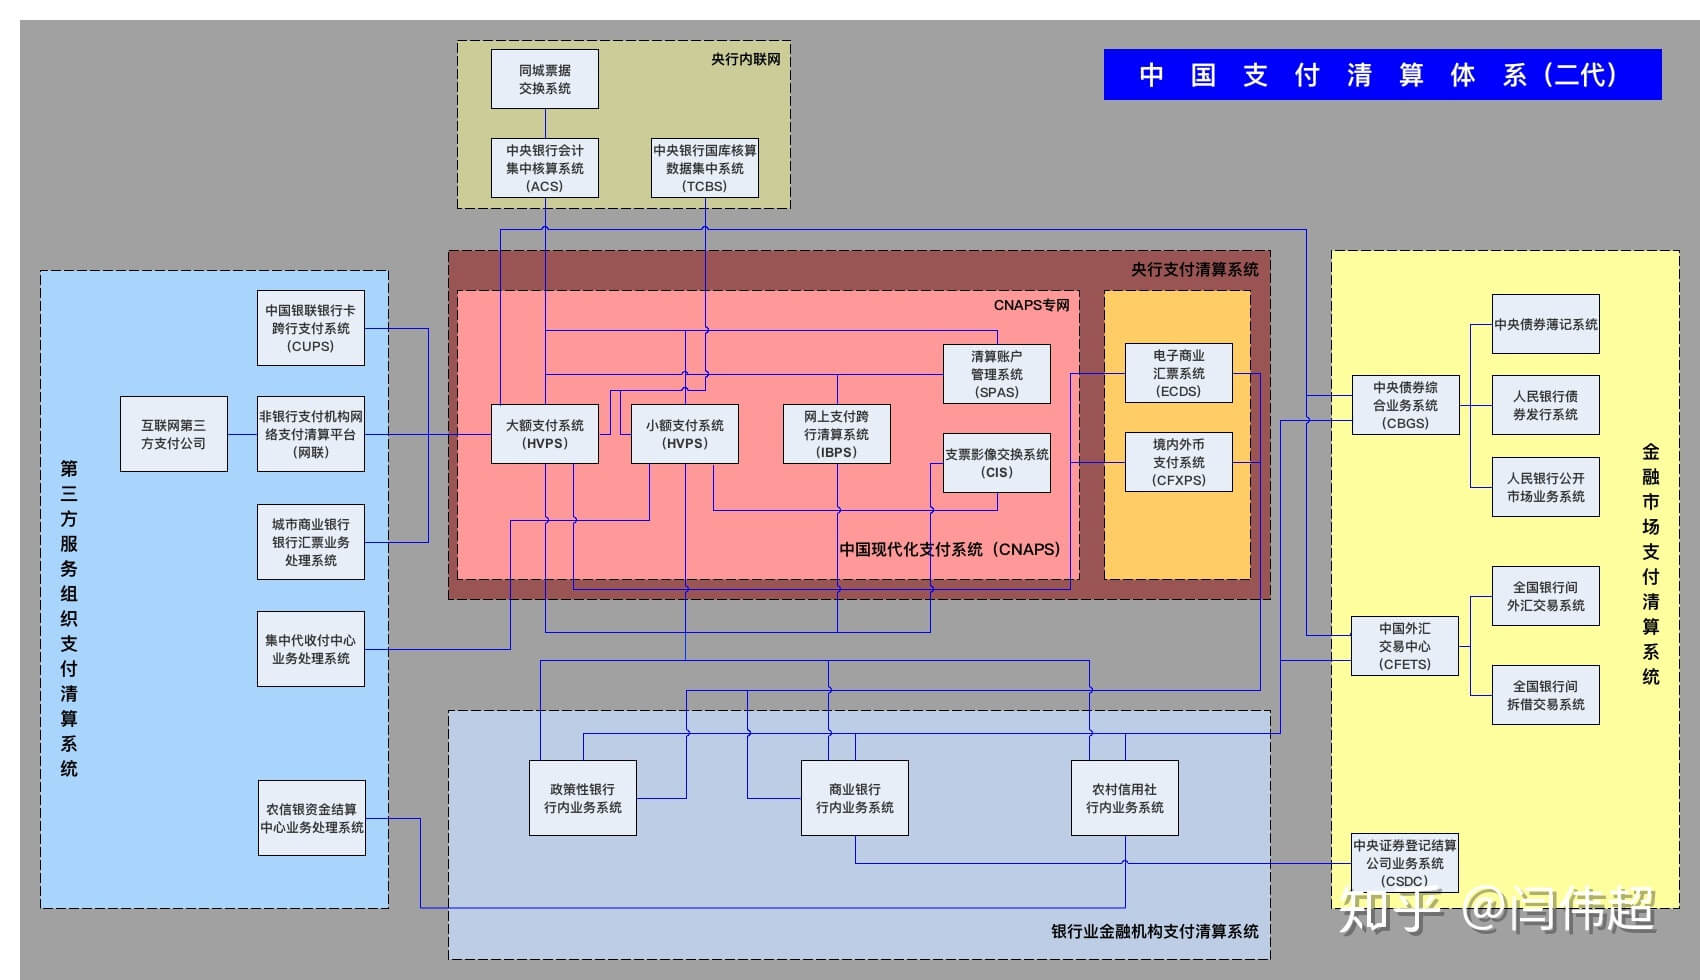 中国支付清算体系（二代）
央行内联网
同城票据
交换系统
中央银行会计
集中核算系统
（ACS）
中央银行国库核算
数据集中系统
（TCBS）
第三方服务组织支付清算系统
中国银联银行卡
跨行支付系统
（CUPS）
互联网第三
方支付公司
非银行支付机构网
络支付清算平台
（网联）
城市商业银行
银行汇票业务
处理系统
集中代收付中心
业务处理系统
农信银资金结算
中心业务处理系统
央行支付清算系统
CNAPS专网
清算账户
管理系统
（SPAS）
大额支付系统
（HVPS）
小额支付系统
（HVPS）
网上支付跨
行清算系统
（IBPS）
支票影像交换系统
（CIS）
中国现代化支付系统（CNAPS）
电子商业
汇票系统
（ECDS）
境内外币
支付系统
（CFXPS）
政策性银行
行内业务系统
商业银行
行内业务系统
农村信用社
行内业务系统
银行业金融机构支付清算系统
金融市场支付清算系统
中央债券综
合业务系统
（CBGS）
中央债券薄记系统
人民银行债
券发行系统
人民银行公开
市场业务系统
中国外汇
交易中心
（CFETS）
全国银行间
外汇交易系统
全国银行间
拆借交易系统
中央证券登记结算
公司业务系统
（CSDC）
知乎 @闫伟超